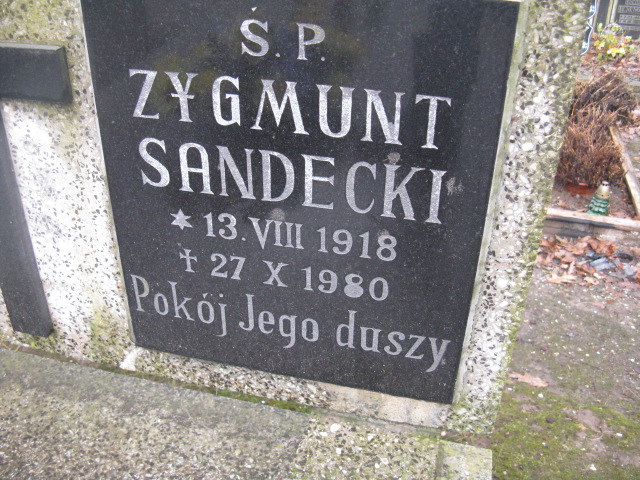 Ś.P.
ZYGMUNT
SANDECKI
* 13.VIII 1918
† 27 X 1980
Pokój Jego duszy